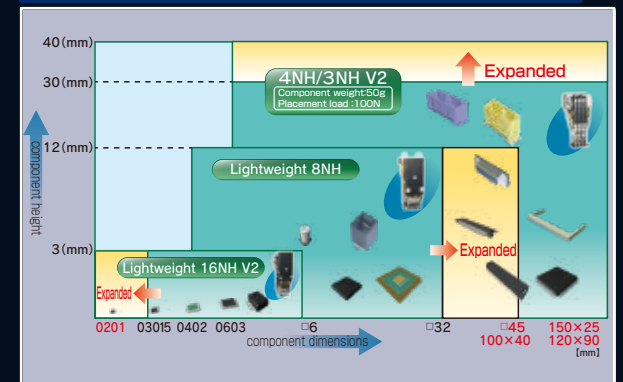 40(mm)
30(mm)
12(mm)
3(mm)
component height
4NH/3NH V2
Component weight:50g
Placement load :100N
Expanded
Lightweight 8NH
Expanded
Lightweight 16NH V2
Expanded
0201 03015 0402 0603 □6 □32 □45 150×25
100×40 120×90
component dimensions
[mm]